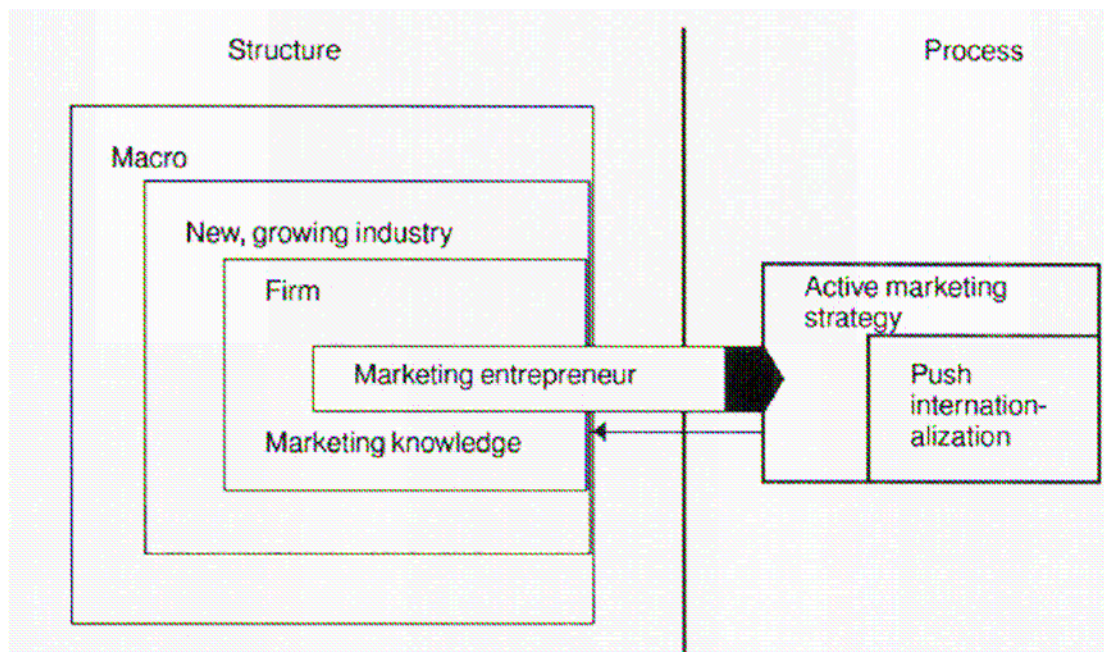 Structure
Process
Macro
New, growing industry
Firm
Marketing entrepreneur
Marketing knowledge
Active marketing
strategy
Push
internation-
alization